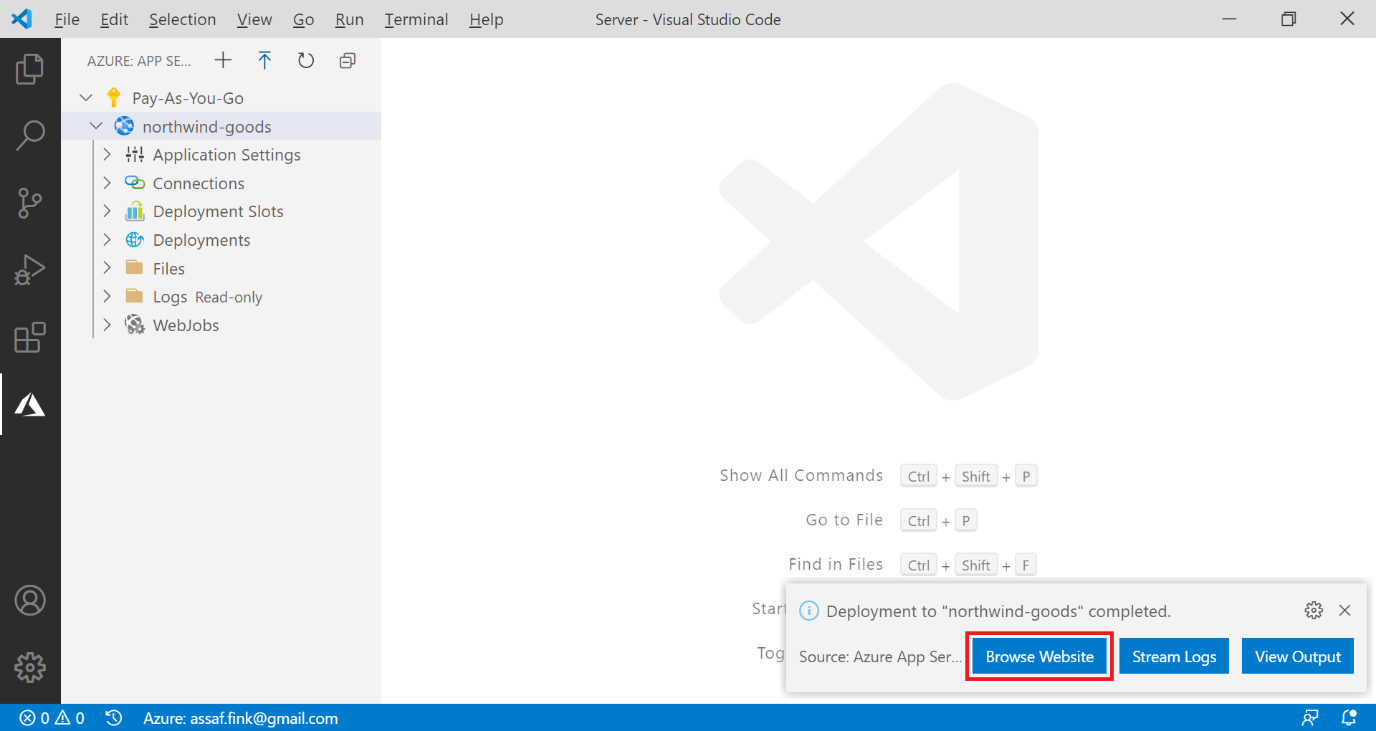 File Edit Selection View Go Run Terminal Help Server - Visual Studio Code
AZURE: APP SE...
Pay-As-You-Go
northwind-goods
Application Settings
Connections
Deployment Slots
Deployments
Files
Logs Read-only
WebJobs
Show All Commands Ctrl + Shift + P
Go to File Ctrl + P
Find in Files Ctrl + Shift + F
Star
Tog
Deployment to "northwind-goods" completed.
Source: Azure App Ser... Browse Website Stream Logs View Output
0 0 Azure: assaf.fink@gmail.com